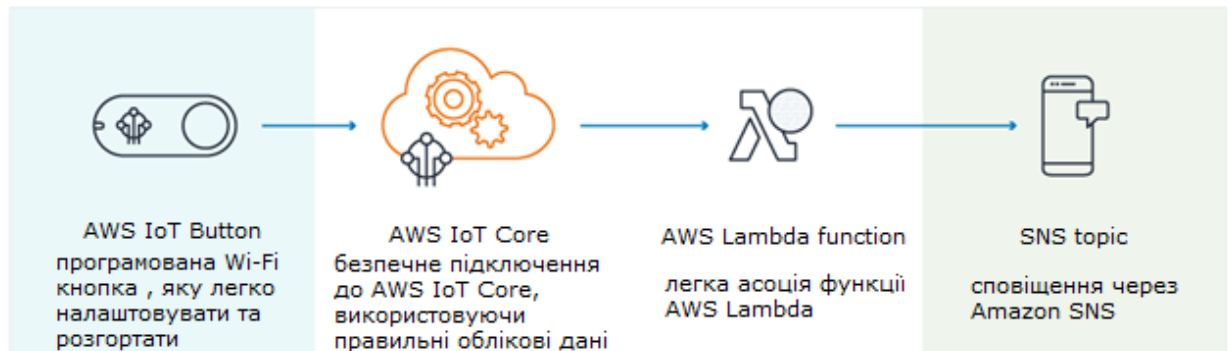 AWS IoT Button
програмована Wi-Fi
кнопка , яку легко
налаштовувати та
розгортати
AWS IoT Core
безпечне підключення
до AWS IoT Core,
використовуючи
правильні облікові дані
AWS Lambda function
легка асоція функції
AWS Lambda
SNS topic
сповіщення через
Amazon SNS